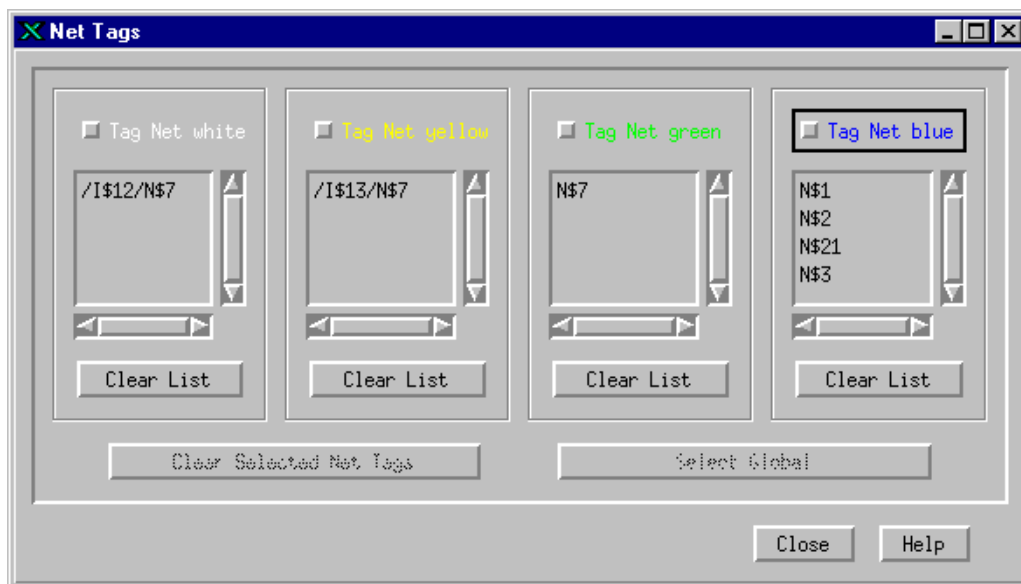 Net Tags
Tag Net white
Tag Net yellow
Tag Net green
Tag Net blue
/I$12/N$7
/I$13/N$7
N$7
N$1
N$2
N$21
N$3
Clear List
Clear List
Clear List
Clear List
Clear Selected Net Tags
Select Global
Close
Help